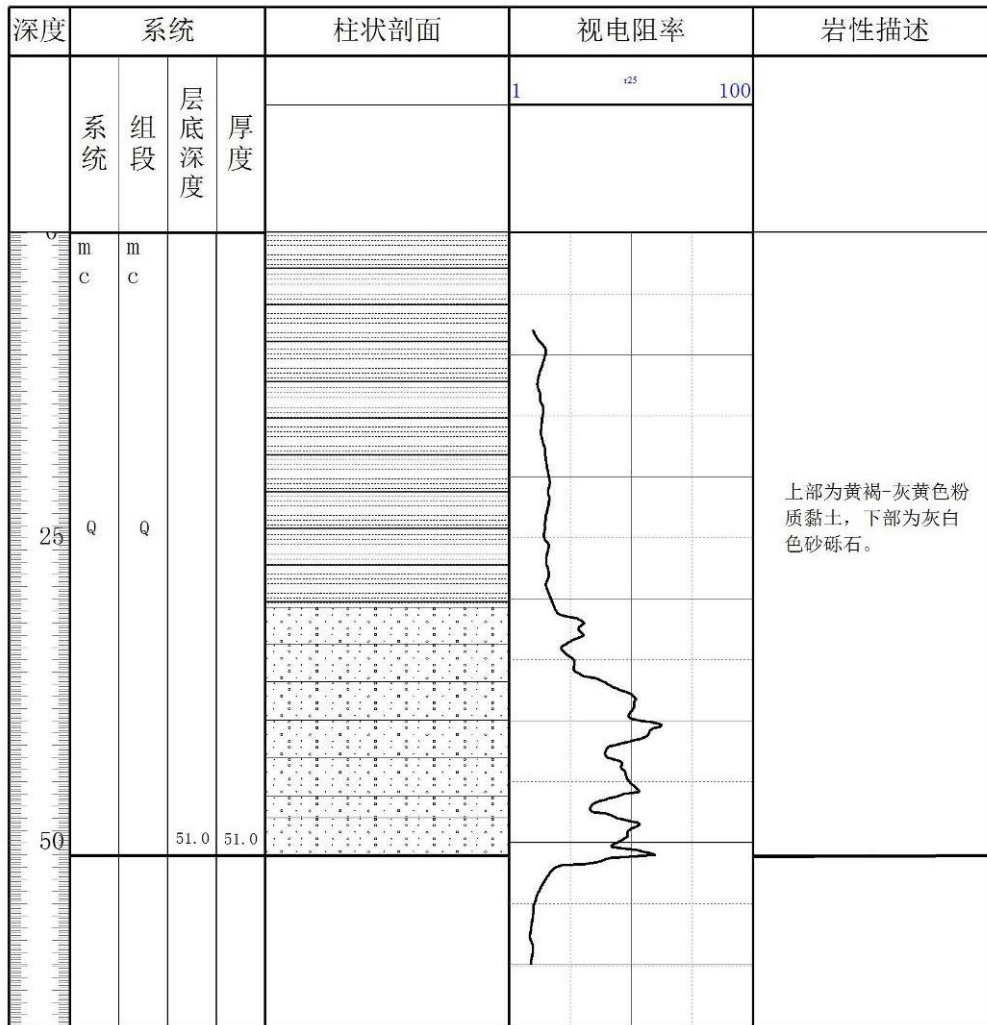 深度 系统 柱状剖面 视电阻率 岩性描述
系统 组段 层底深度 厚度
1 r25 100
0
m m
c c
上部为黄褐-灰黄色粉
质黏土，下部为灰白
色砂砾石。
25 Q Q
50 51.0 51.0